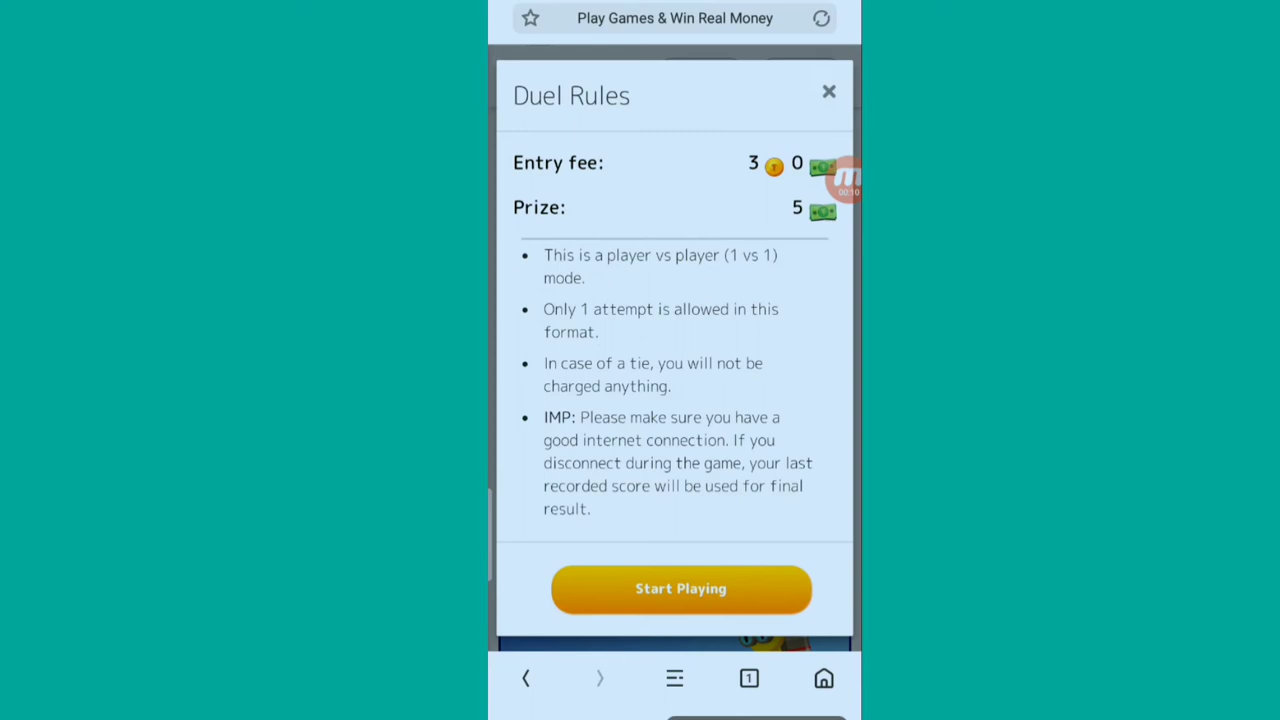 Play Games & Win Real Money
Duel Rules
Entry fee: 3 0
Prize: 5
This is a player vs player (1 vs 1)
mode.
Only 1 attempt is allowed in this
format.
In case of a tie, you will not be
charged anything.
IMP: Please make sure you have a
good internet connection. If you
disconnect during the game, your last
recorded score will be used for final
result.
Start Playing
1
00:10